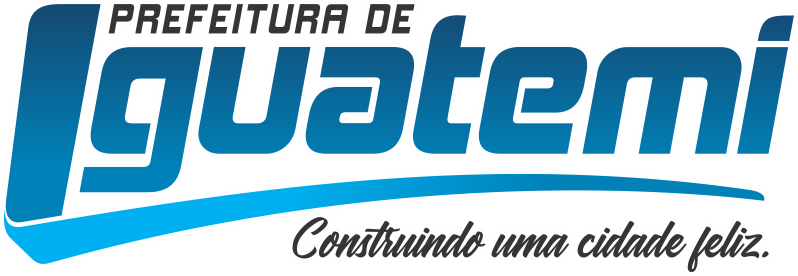 PREFEITURA DE
Iguatemi
Construindo uma cidade feliz.